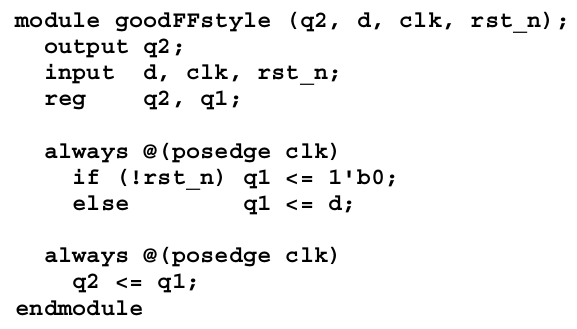 module goodFFstyle (q2, d, clk, rst_n);
  output q2;
  input  d, clk, rst_n;
  reg    q2, q1;

  always @(posedge clk)
    if (!rst_n) q1 <= 1'b0;
    else        q1 <= d;

  always @(posedge clk)
    q2 <= q1;
endmodule